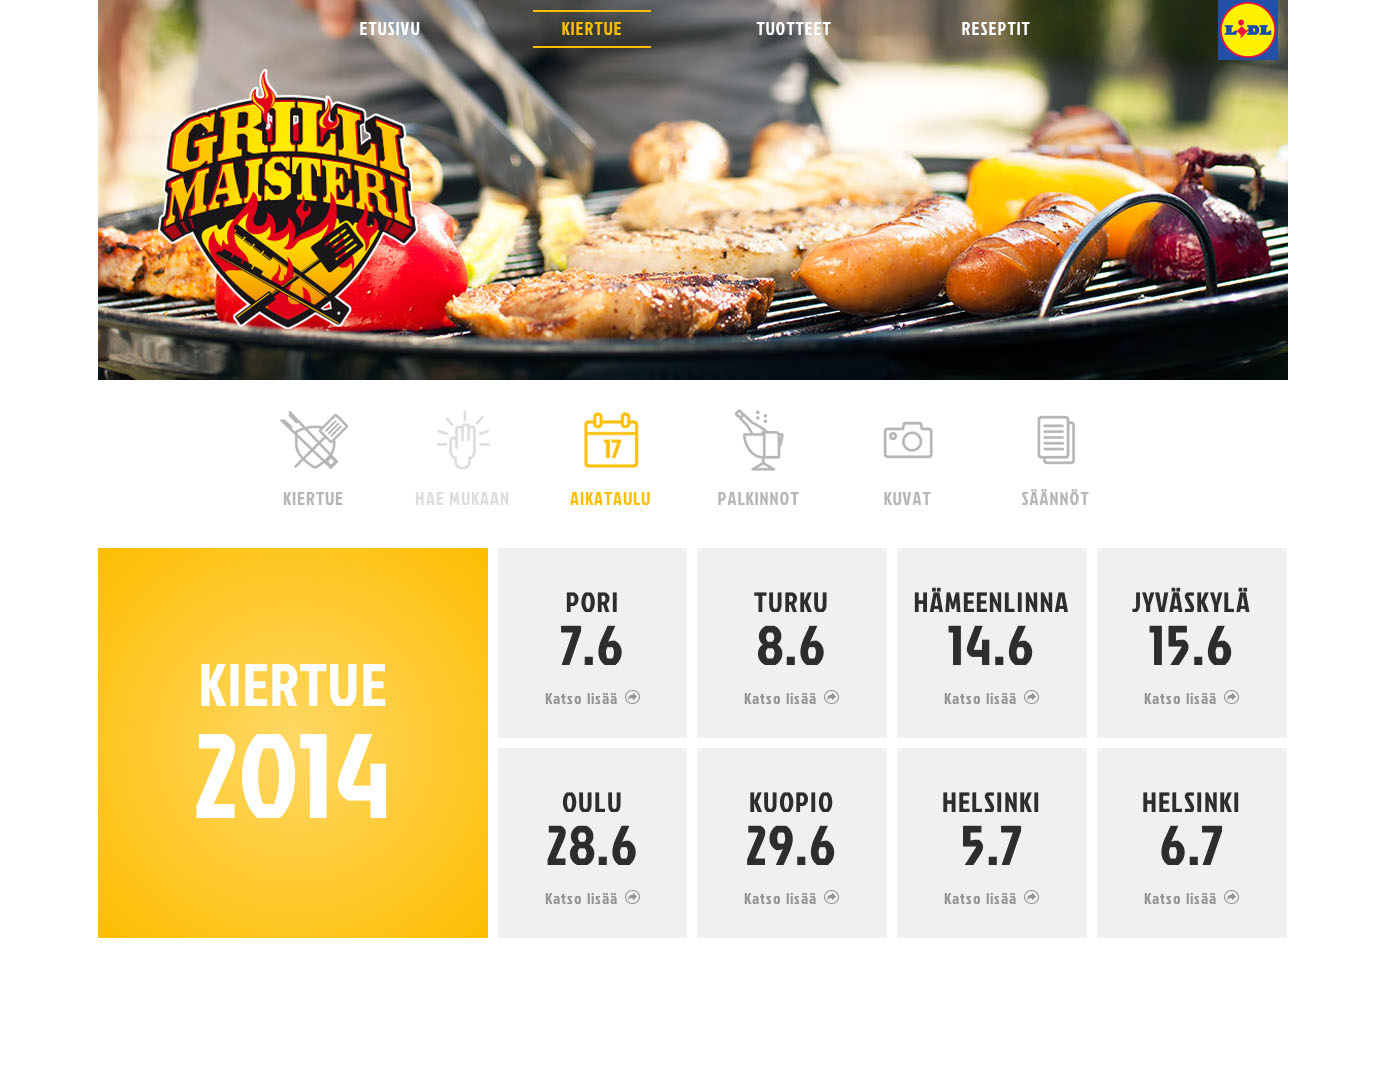 ETUSIVU
KIERTUE
TUOTTEET
RESEPTIT
LIDL
GRILLI
MAISTERI
KIERTUE
HAE MUKAAN
17
AIKATAULU
PALKINNOT
KUVAT
SÄÄNNÖT
KIERTUE
2014
PORI
7.6
Katso lisää
TURKU
8.6
Katso lisää
HÄMEENLINNA
14.6
Katso lisää
JYVÄSKYLÄ
15.6
Katso lisää
OULU
28.6
Katso lisää
KUOPIO
29.6
Katso lisää
HELSINKI
5.7
Katso lisää
HELSINKI
6.7
Katso lisää